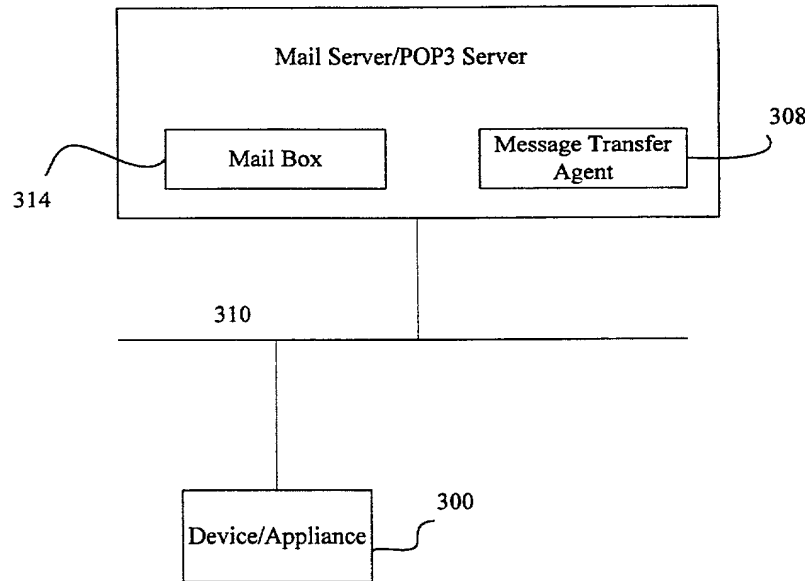 Mail Server/POP3 Server
308
Mail Box
Message Transfer
Agent
314
310
300
Device/Appliance